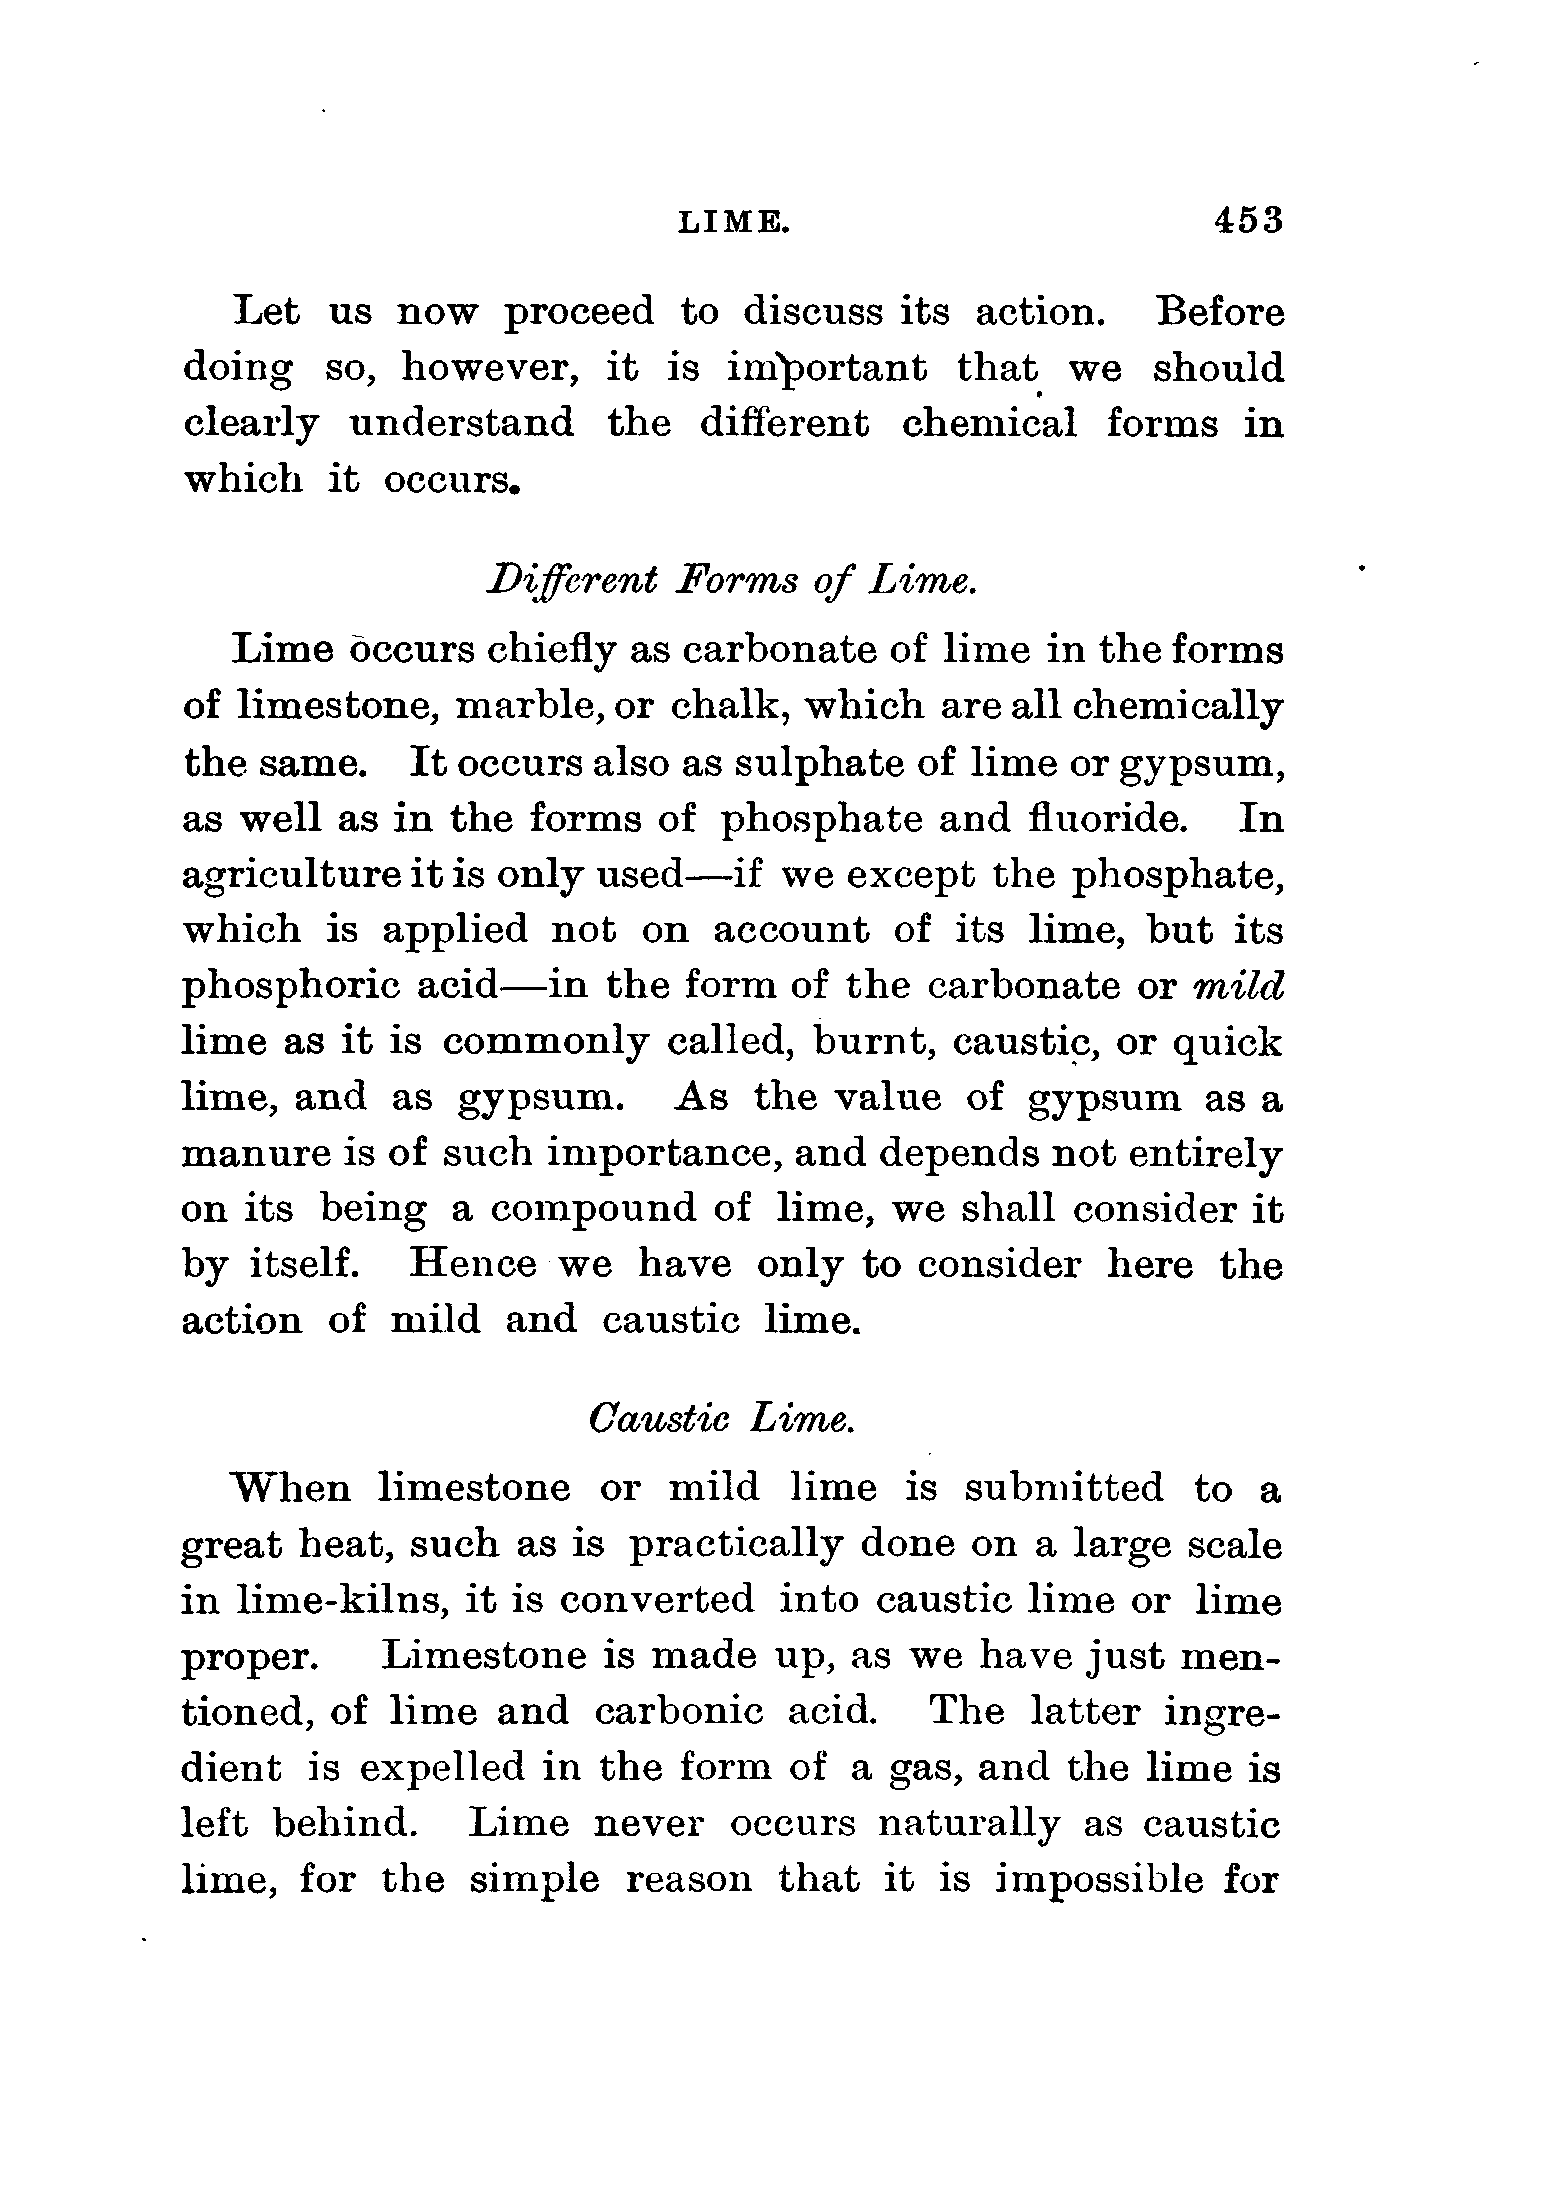 LIME. 453
Let us now proceed to discuss its action. Before
doing so, however, it is important that we should
clearly understand the different chemical forms in
which it occurs.
Different Forms of Lime.
Lime occurs chiefly as carbonate of lime in the forms
of limestone, marble, or chalk, which are all chemically
the same. It occurs also as sulphate of lime or gypsum,
as well as in the forms of phosphate and fluoride. In
agriculture it is only used—if we except the phosphate,
which is applied not on account of its lime, but its
phosphoric acid—in the form of the carbonate or mild
lime as it is commonly called, burnt, caustic, or quick
lime, and as gypsum. As the value of gypsum as a
manure is of such importance, and depends not entirely
on its being a compound of lime, we shall consider it
by itself. Hence we have only to consider here the
action of mild and caustic lime.
Caustic Lime.
When limestone or mild lime is submitted to a
great heat, such as is practically done on a large scale
in lime-kilns, it is converted into caustic lime or lime
proper. Limestone is made up, as we have just men-
tioned, of lime and carbonic acid. The latter ingre-
dient is expelled in the form of a gas, and the lime is
left behind. Lime never occurs naturally as caustic
lime, for the simple reason that it is impossible for